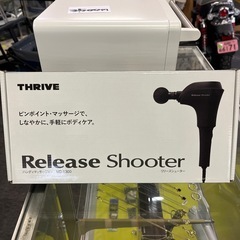 THRIVE
ピンポイント・マッサージで、
しなやかに、手軽にボディケア。
Release Shooter
リリースシューター